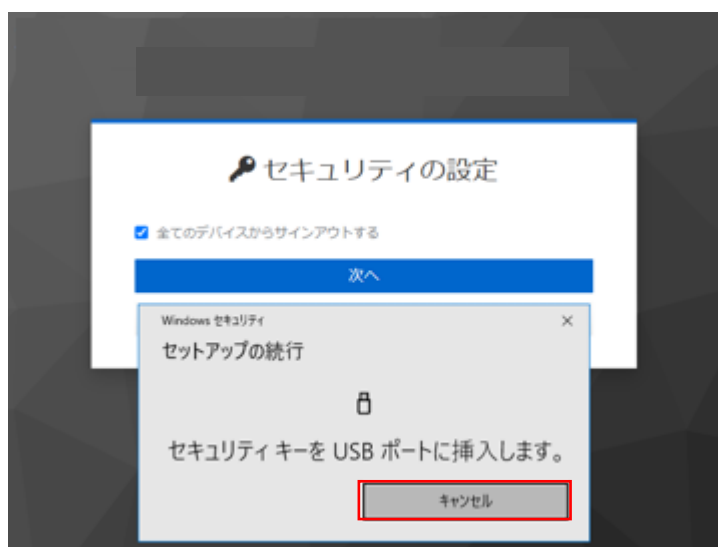 セキュリティの設定
全てのデバイスからサインアウトする
次へ
Windows セキュリティ
セットアップの続行
セキュリティ キーを USB ポートに挿入します。
キャンセル